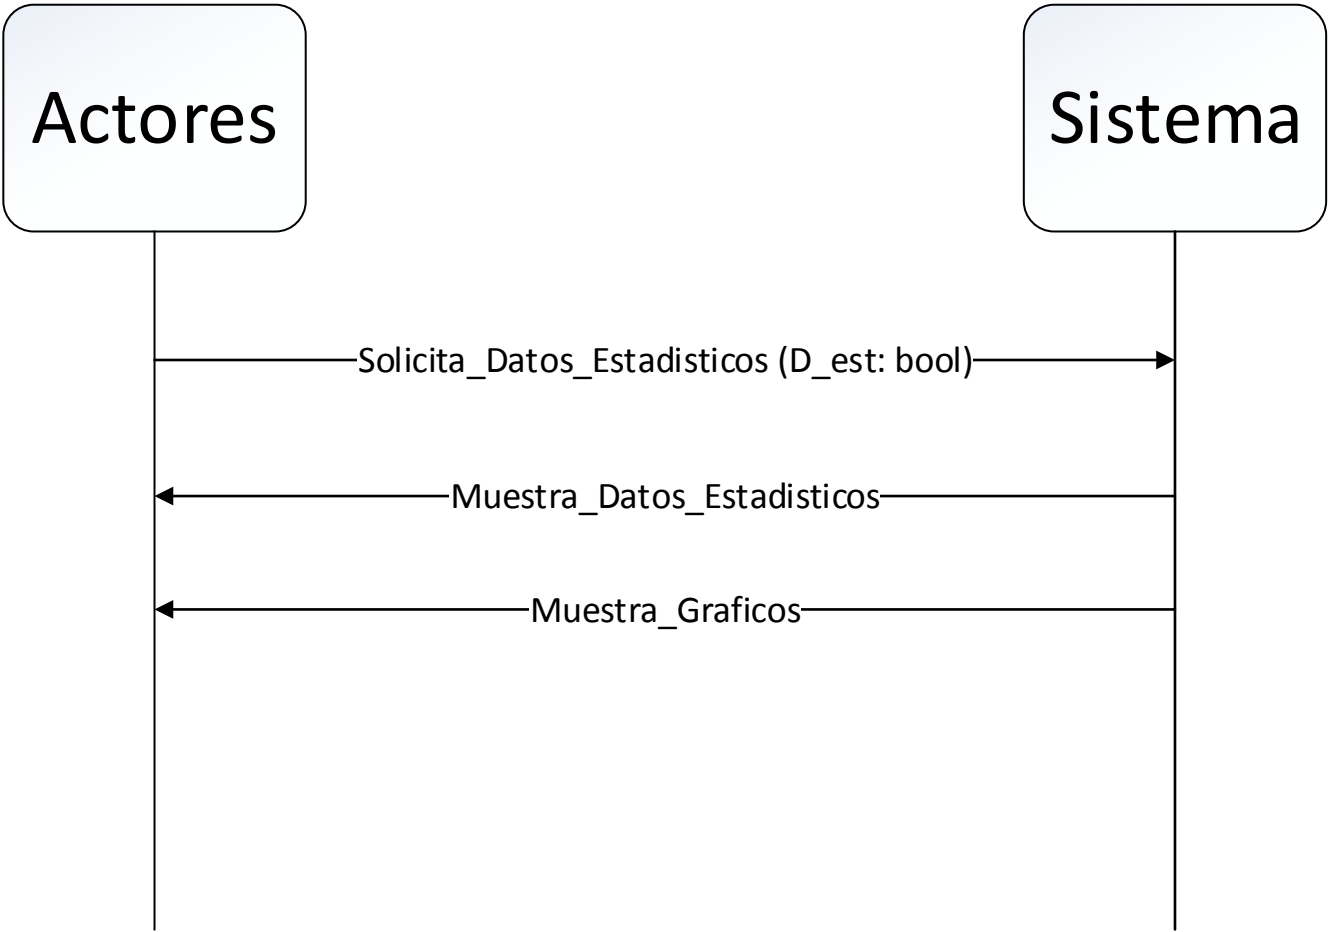 Actores
Sistema
Solicita_Datos_Estadisticos (D_est: bool)
Muestra_Datos_Estadisticos
Muestra_Graficos